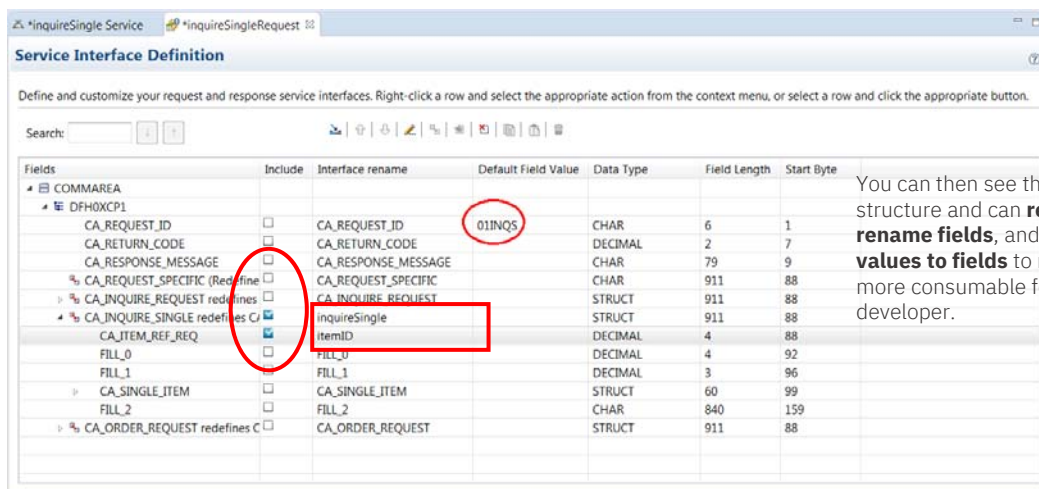 *inquireSingle Service *inquireSingleRequest
Service Interface Definition
Define and customize your request and response service interfaces. Right-click a row and select the appropriate action from the context menu, or select a row and click the appropriate button.
Search:
Fields Include Interface rename Default Field Value Data Type Field Length Start Byte
COMMAREA
DFH0XCP1
CA_REQUEST_ID CA_REQUEST_ID 01INQS CHAR 6 1
CA_RETURN_CODE CA_RETURN_CODE DECIMAL 2 7
CA_RESPONSE_MESSAGE CA_RESPONSE_MESSAGE CHAR 79 9
CA_REQUEST_SPECIFIC (Redefine CA_REQUEST_SPECIFIC CHAR 911 88
CA_INQUIRE_REQUEST redefines CA_INQUIRE_REQUEST STRUCT 911 88
CA_INQUIRE_SINGLE redefines inquireSingle STRUCT 911 88
CA_ITEM_REF_REQ itemID DECIMAL 4 88
FILL_0 FILL_0 DECIMAL 4 92
FILL_1 FILL_1 DECIMAL 3 96
CA_SINGLE_ITEM CA_SINGLE_ITEM STRUCT 60 99
FILL_2 FILL_2 CHAR 840 159
CA_ORDER_REQUEST redefines C CA_ORDER_REQUEST STRUCT 911 88
You can then see th
structure and can re
rename fields, and
values to fields to
more consumable f
developer.